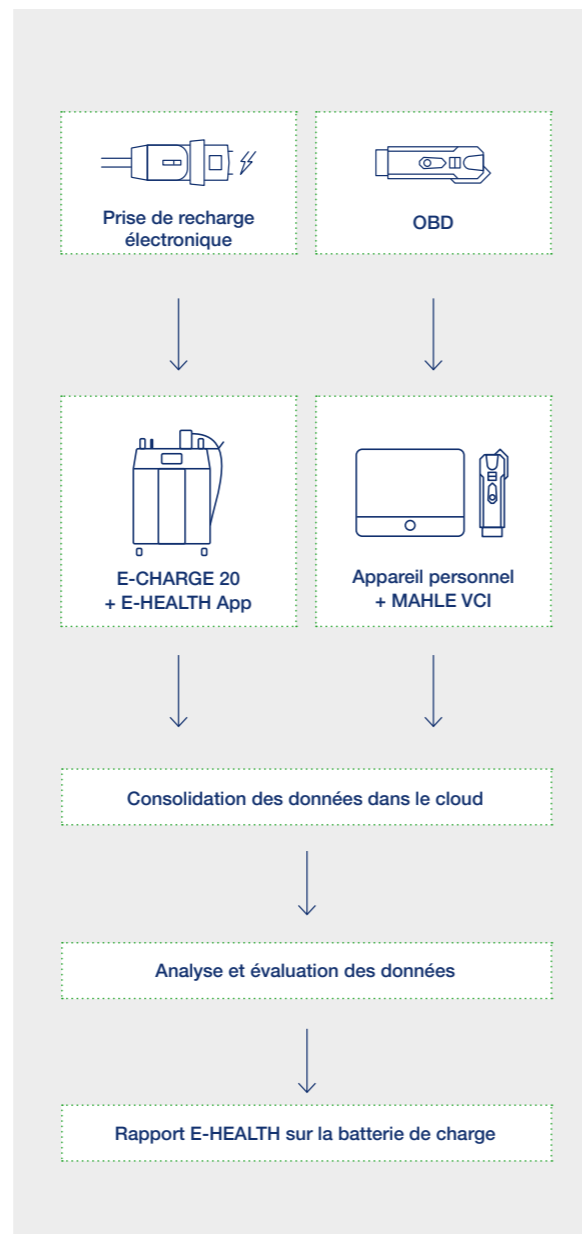 Prise de recharge
électronique
OBD
E-CHARGE 20
+ E-HEALTH App
Appareil personnel
+ MAHLE VCI
Consolidation des données dans le cloud
Analyse et évaluation des données
Rapport E-HEALTH sur la batterie de charge